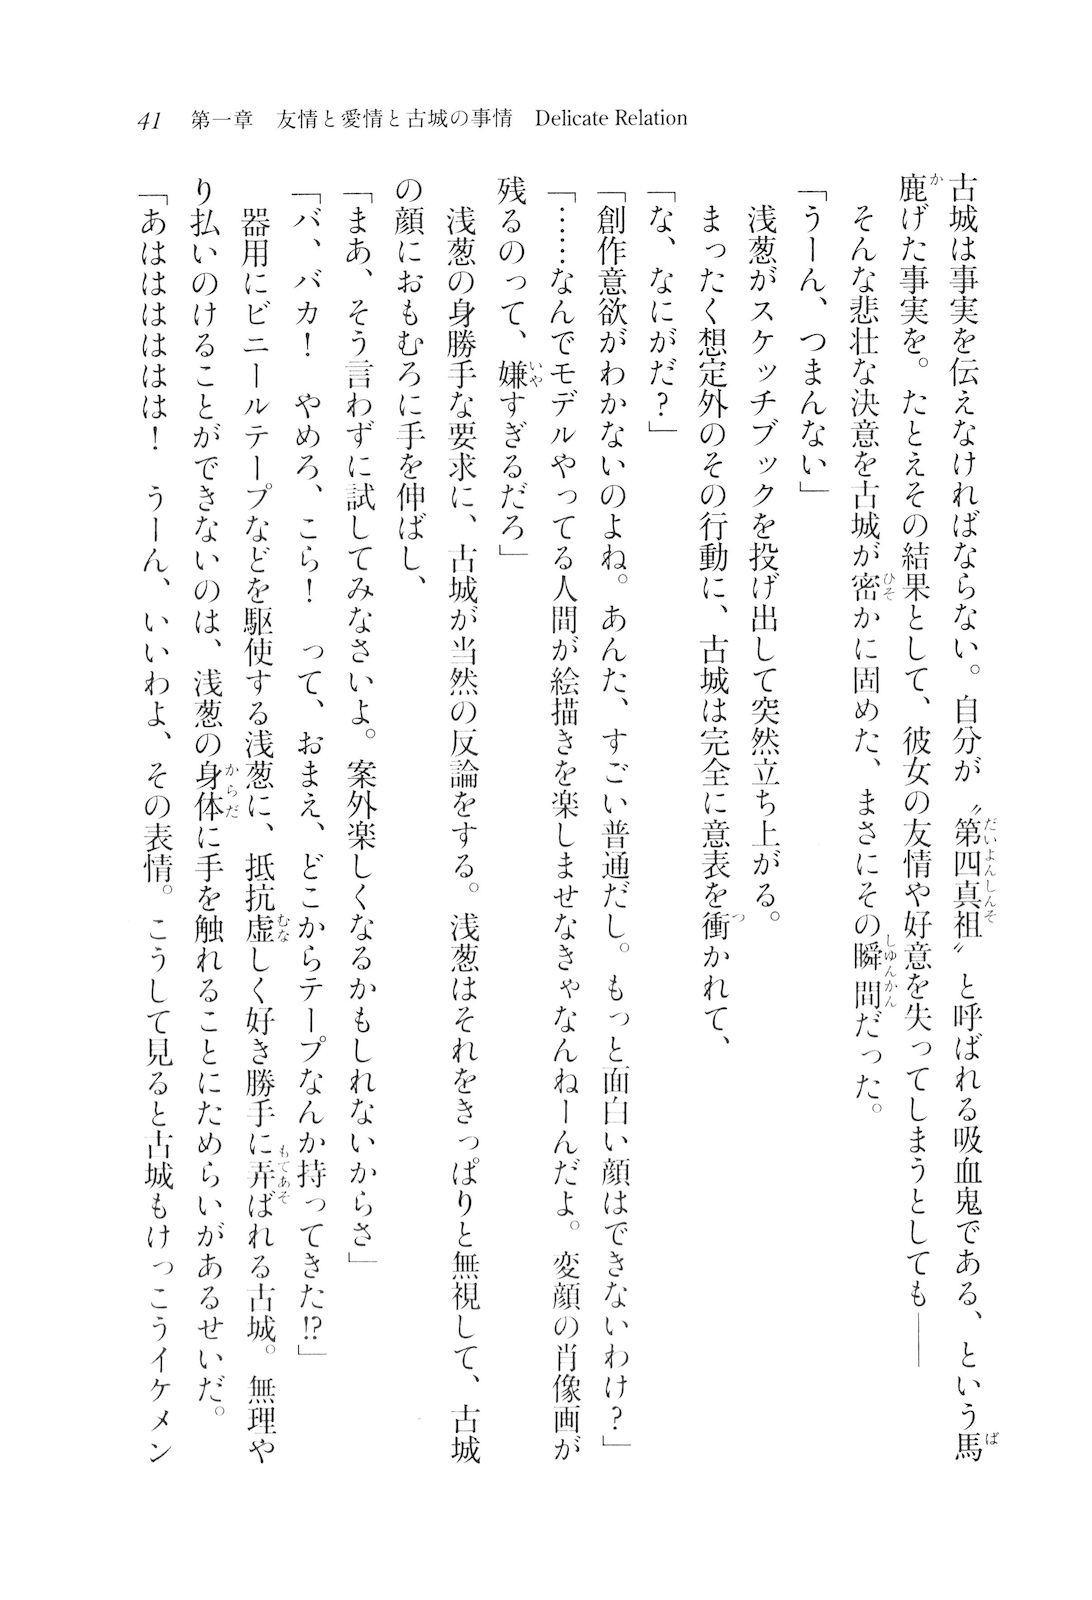 41　第一章　友情と愛情と古城の事情　Delicate Relation
古城は事実を伝えなければならない。自分が〝第四真祖〟と呼ばれる吸血鬼である、という馬
鹿げた事実を。たとえその結果として、彼女の友情や好意を失ってしまうとしても――
　そんな悲壮な決意を古城が密かに固めた、まさにその瞬間だった。
「うーん、つまんない」
　浅葱がスケッチブックを投げ出して突然立ち上がる。
　まったく想定外のその行動に、古城は完全に意表を衝かれて、
「な、なにがだ？」
「創作意欲がわかないのよね。あんた、すごい普通だし。もっと面白い顔はできないわけ？」
「……なんでモデルやってる人間が絵描きを楽しませなきゃなんねーんだよ。変顔の肖像画が
残るのって、嫌すぎるだろ」
　浅葱の身勝手な要求に、古城が当然の反論をする。浅葱はそれをきっぱりと無視して、古城
の顔におもむろに手を伸ばし、
「まあ、そう言わずに試してみなさいよ。案外楽しくなるかもしれないからさ」
「バ、バカ！　やめろ、こら！　って、おまえ、どこからテープなんか持ってきた!?」
　器用にビニールテープなどを駆使する浅葱に、抵抗虚しく好き勝手に弄ばれる古城。無理や
り払いのけることができないのは、浅葱の身体に手を触れることにためらいがあるせいだ。
「あはははははは！　うーん、いいわよ、その表情。こうして見ると古城もけっこうイケメン